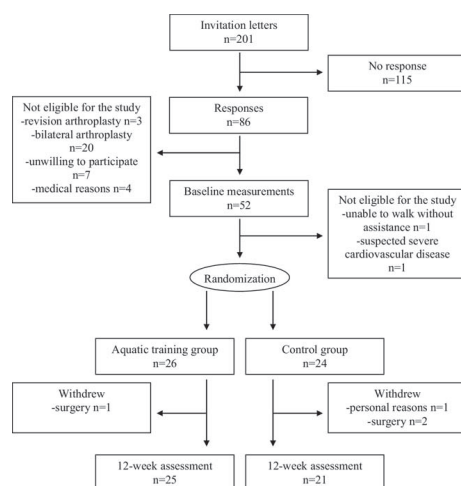 Invitation letters
n=201
No response
n=115
Not eligible for the study
-revision arthroplasty n=3
-bilateral arthroplasty
n=20
-unwilling to participate
n=7
-medical reasons n=4
Responses
n=86
Baseline measurements
n=52
Not eligible for the study
-unable to walk without
assistance n=1
-suspected severe
cardiovascular disease
n=1
Randomization
Aquatic training group
n=26
Control group
n=24
Withdrew
-surgery n=1
Withdrew
-personal reasons n=1
-surgery n=2
12-week assessment
n=25
12-week assessment
n=21